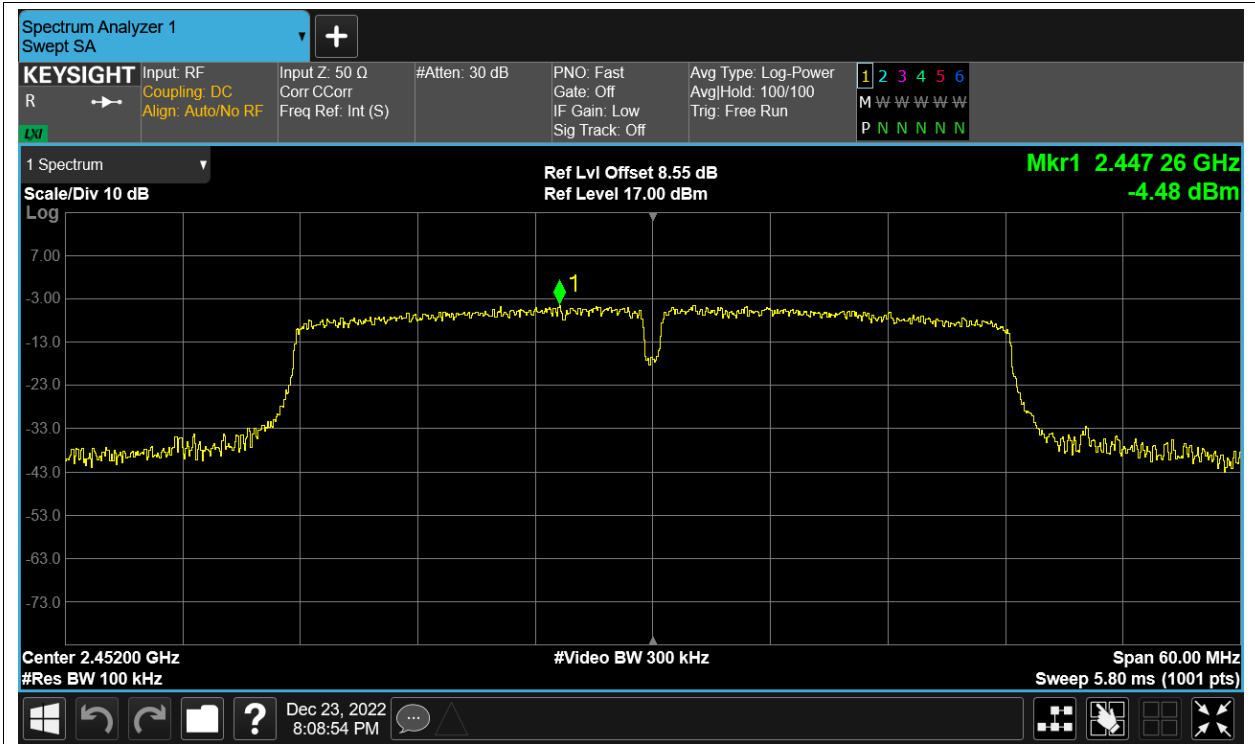 Spectrum Analyzer 1
Swept SA
KEYSIGHT
R
LXI
Input: RF
Coupling: DC
Align: Auto/No RF
Input Z: 50 Ω
Corr CCorr
Freq Ref: Int (S)
#Atten: 30 dB
PNO: Fast
Gate: Off
IF Gain: Low
Sig Track: Off
Avg Type: Log-Power
Avg|Hold: 100/100
Trig: Free Run
1 2 3 4 5 6
M W W W W W
P N N N N N
1 Spectrum
Scale/Div 10 dB
Log
Ref Lvl Offset 8.55 dB
Ref Level 17.00 dBm
Mkr1 2.447 26 GHz
-4.48 dBm
1
7.00
-3.00
-13.0
-23.0
-33.0
-43.0
-53.0
-63.0
-73.0
Center 2.45200 GHz
#Res BW 100 kHz
#Video BW 300 kHz
Span 60.00 MHz
Sweep 5.80 ms (1001 pts)
?
Dec 23, 2022
8:08:54 PM